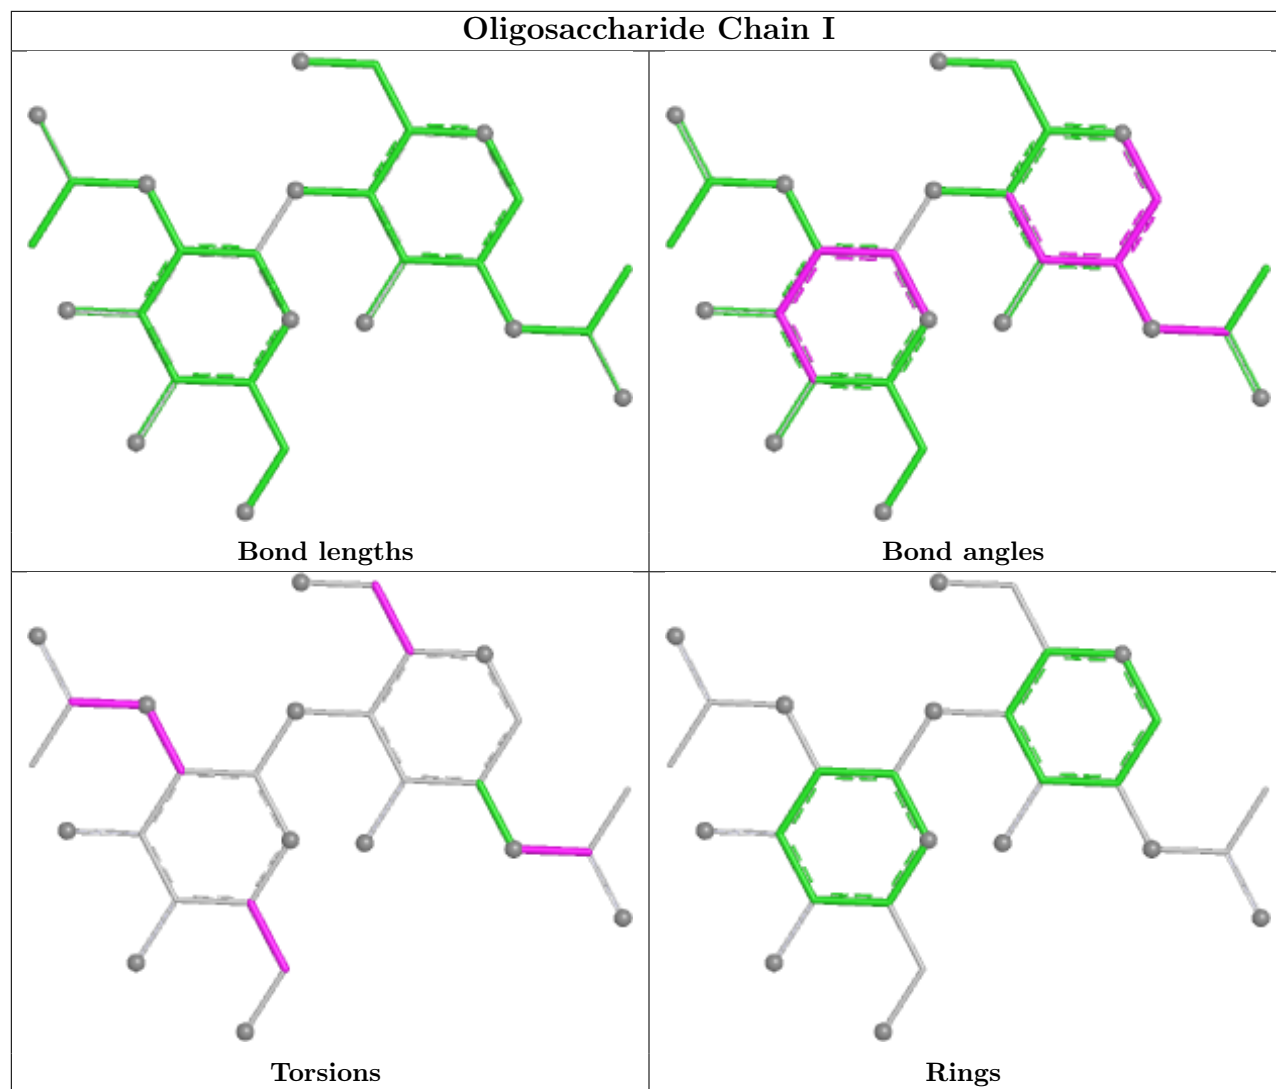 Oligosaccharide Chain I
Bond lengths
Bond angles
Torsions
Rings